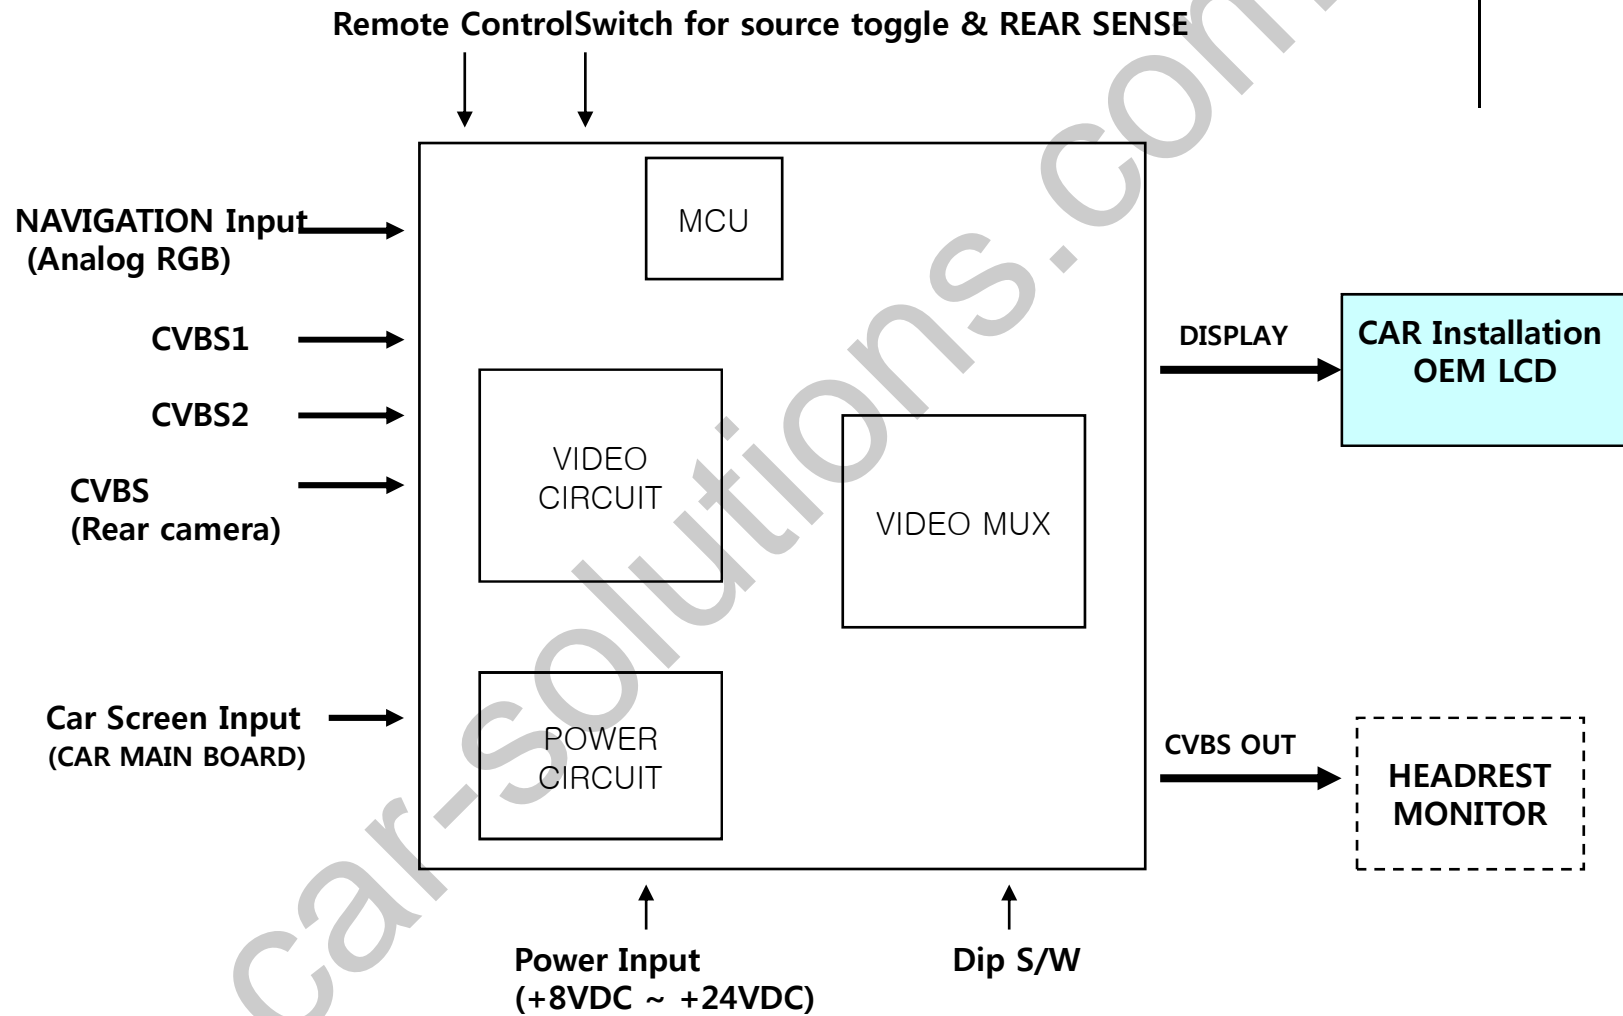 Remote ControlSwitch for source toggle & REAR SENSE
MCU
NAVIGATION Input
(Analog RGB)
CVBS1
CVBS2
CVBS
(Rear camera)
VIDEO
CIRCUIT
VIDEO MUX
DISPLAY
CAR Installation
OEM LCD
Car Screen Input
(CAR MAIN BOARD)
POWER
CIRCUIT
CVBS OUT
HEADREST
MONITOR
Power Input
(+8VDC ~ +24VDC)
Dip S/W
car-solutions.com